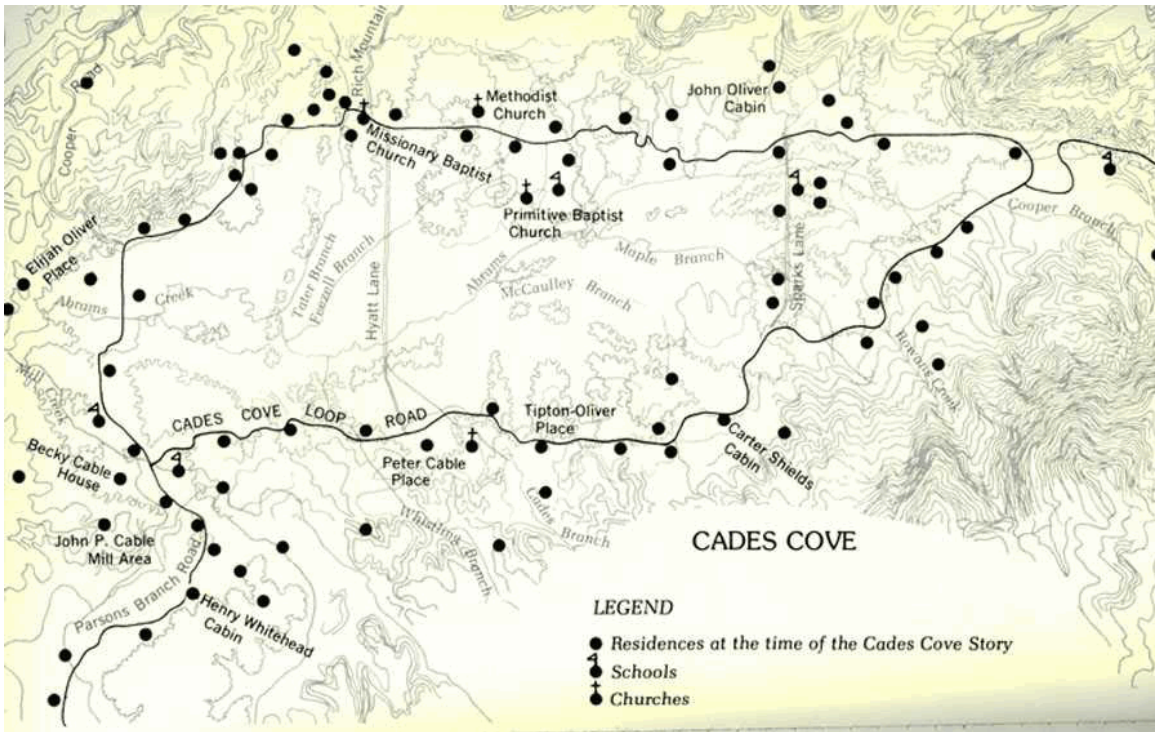 Road
Cooper
Rich Mountain
Methodist
Church
John Oliver
Cabin
Missionary Baptist
Church
Primitive Baptist
Church
Cooper Branch
Elijah Oliver
Place
Abrams
Creek
Tater Branch
Feezell Branch
Hyatt Lane
Abrams
Maple Branch
McCaulley Branch
Sparks Lane
Rowans Creek
Mill
Creek
CADES COVE LOOP ROAD
Tipton-Oliver
Place
Carter Shields
Cabin
Becky Cable
House
Peter Cable
Place
John P. Cable
Mill Area
Whistling Branch
Cades Branch
Parsons Branch Road
Henry Whitehead
Cabin
CADES COVE
LEGEND
Residences at the time of the Cades Cove Story
Schools
Churches